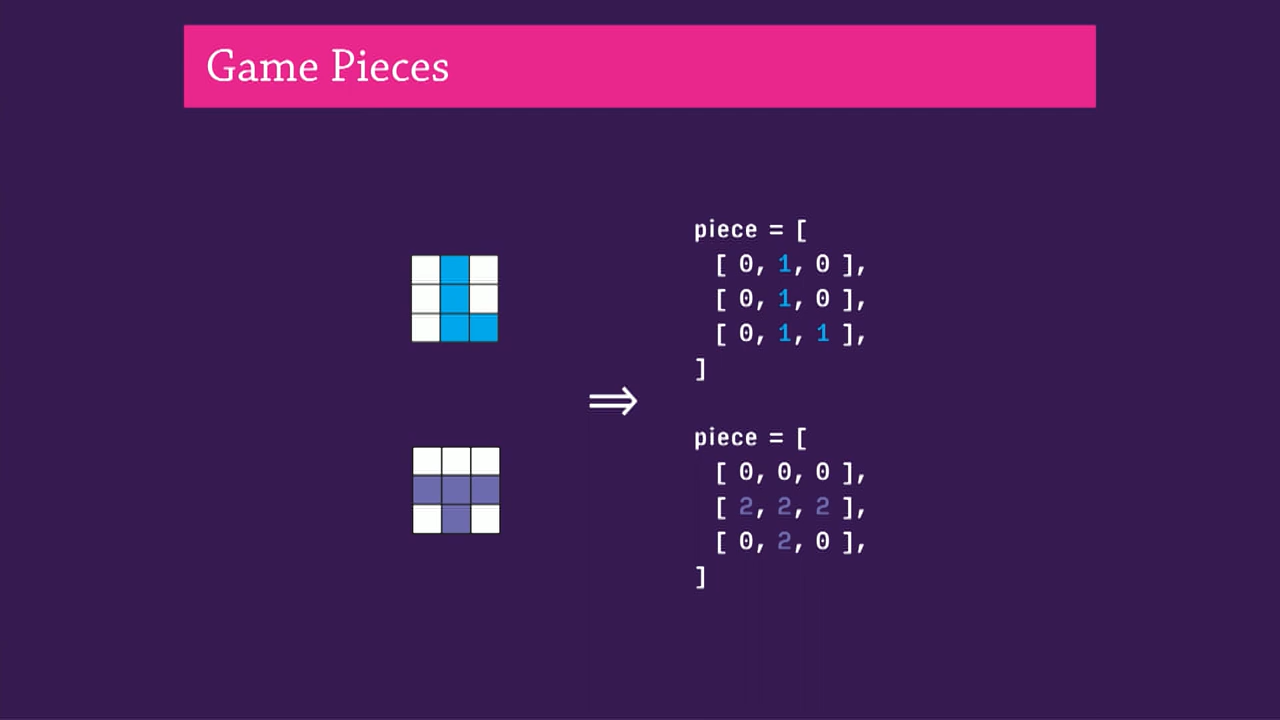 Game Pieces
piece = [
[ 0, 1, 0 ],
[ 0, 1, 0 ],
[ 0, 1, 1 ],
]
⇒
piece = [
[ 0, 0, 0 ],
[ 2, 2, 2 ],
[ 0, 2, 0 ],
]